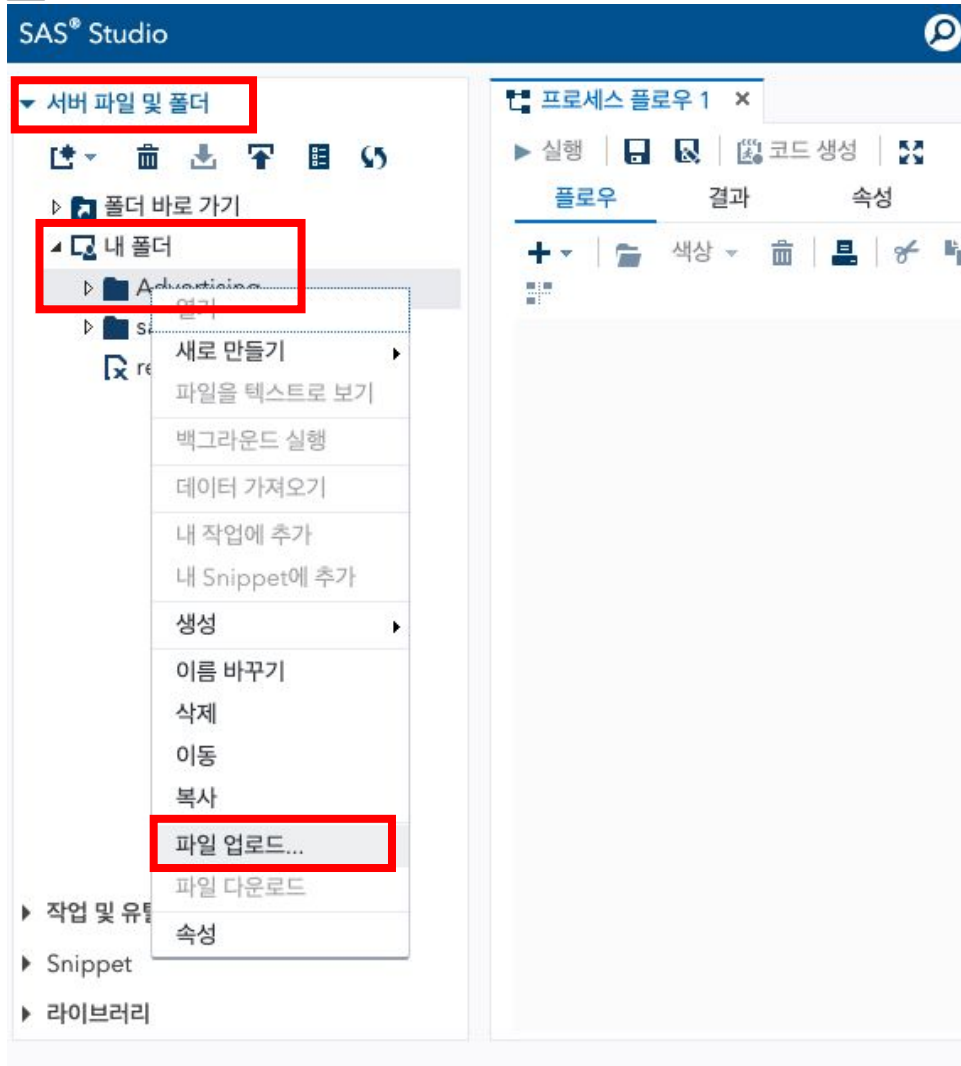 SAS® Studio
서버 파일 및 폴더
폴더 바로 가기
내 폴더
Advertising
열기
새로 만들기
파일을 텍스트로 보기
백그라운드 실행
데이터 가져오기
내 작업에 추가
내 Snippet에 추가
생성
이름 바꾸기
삭제
이동
복사
파일 업로드...
파일 다운로드
속성
작업 및
Snippet
라이브러리
프로세스 플로우 1
실행
코드 생성
플로우 결과 속성
색상